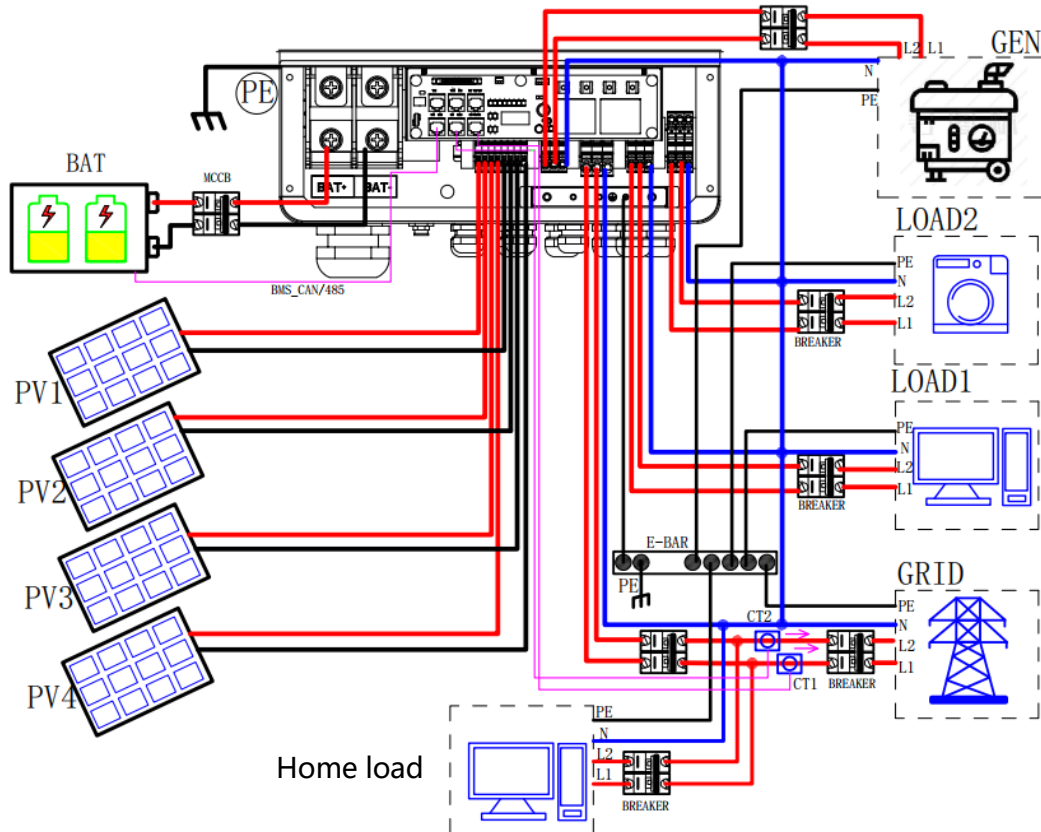 L2 L1
GEN
N
PE
PE
BAT
MCCB
BAT+ BAT-
BMS_CAN/485
LOAD2
PE
N
L2
L1
BREAKER
PV1
LOAD1
PE
N
L2
L1
BREAKER
PV2
E-BAR
PE
PV3
GRID
PE
CT2
N
L2
L1
CT1
BREAKER
PV4
PE
N
Home load
L2
L1
BREAKER